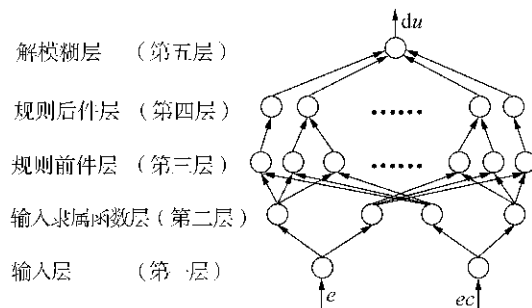 du
解模糊层 (第五层)
规则后件层 (第四层)
······
规则前件层 (第三层)
······
输入隶属函数层 (第二层)
输入层 (第一层)
e ec